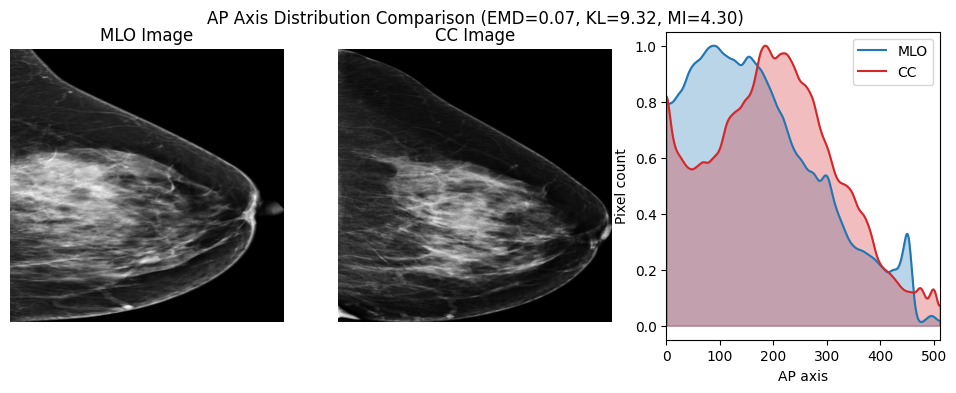 AP Axis Distribution Comparison (EMD=0.07, KL=9.32, MI=4.30)
MLO Image
CC Image
MLO
CC
Pixel count
1.0
0.8
0.6
0.4
0.2
0.0
0 100 200 300 400 500
AP axis